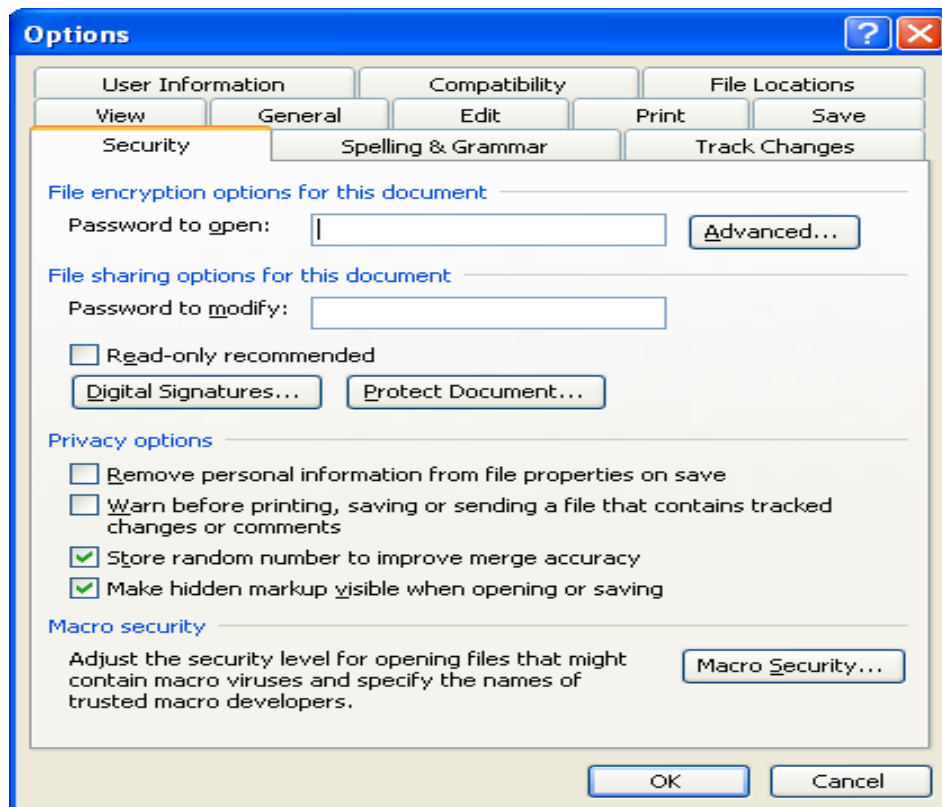 Options
User Information Compatibility File Locations
View General Edit Print Save
Security Spelling & Grammar Track Changes
File encryption options for this document
Password to open: Advanced...
File sharing options for this document
Password to modify:
Read-only recommended
Digital Signatures... Protect Document...
Privacy options
Remove personal information from file properties on save
Warn before printing, saving or sending a file that contains tracked
changes or comments
Store random number to improve merge accuracy
Make hidden markup visible when opening or saving
Macro security
Adjust the security level for opening files that might
contain macro viruses and specify the names of
trusted macro developers.
Macro Security...
OK Cancel